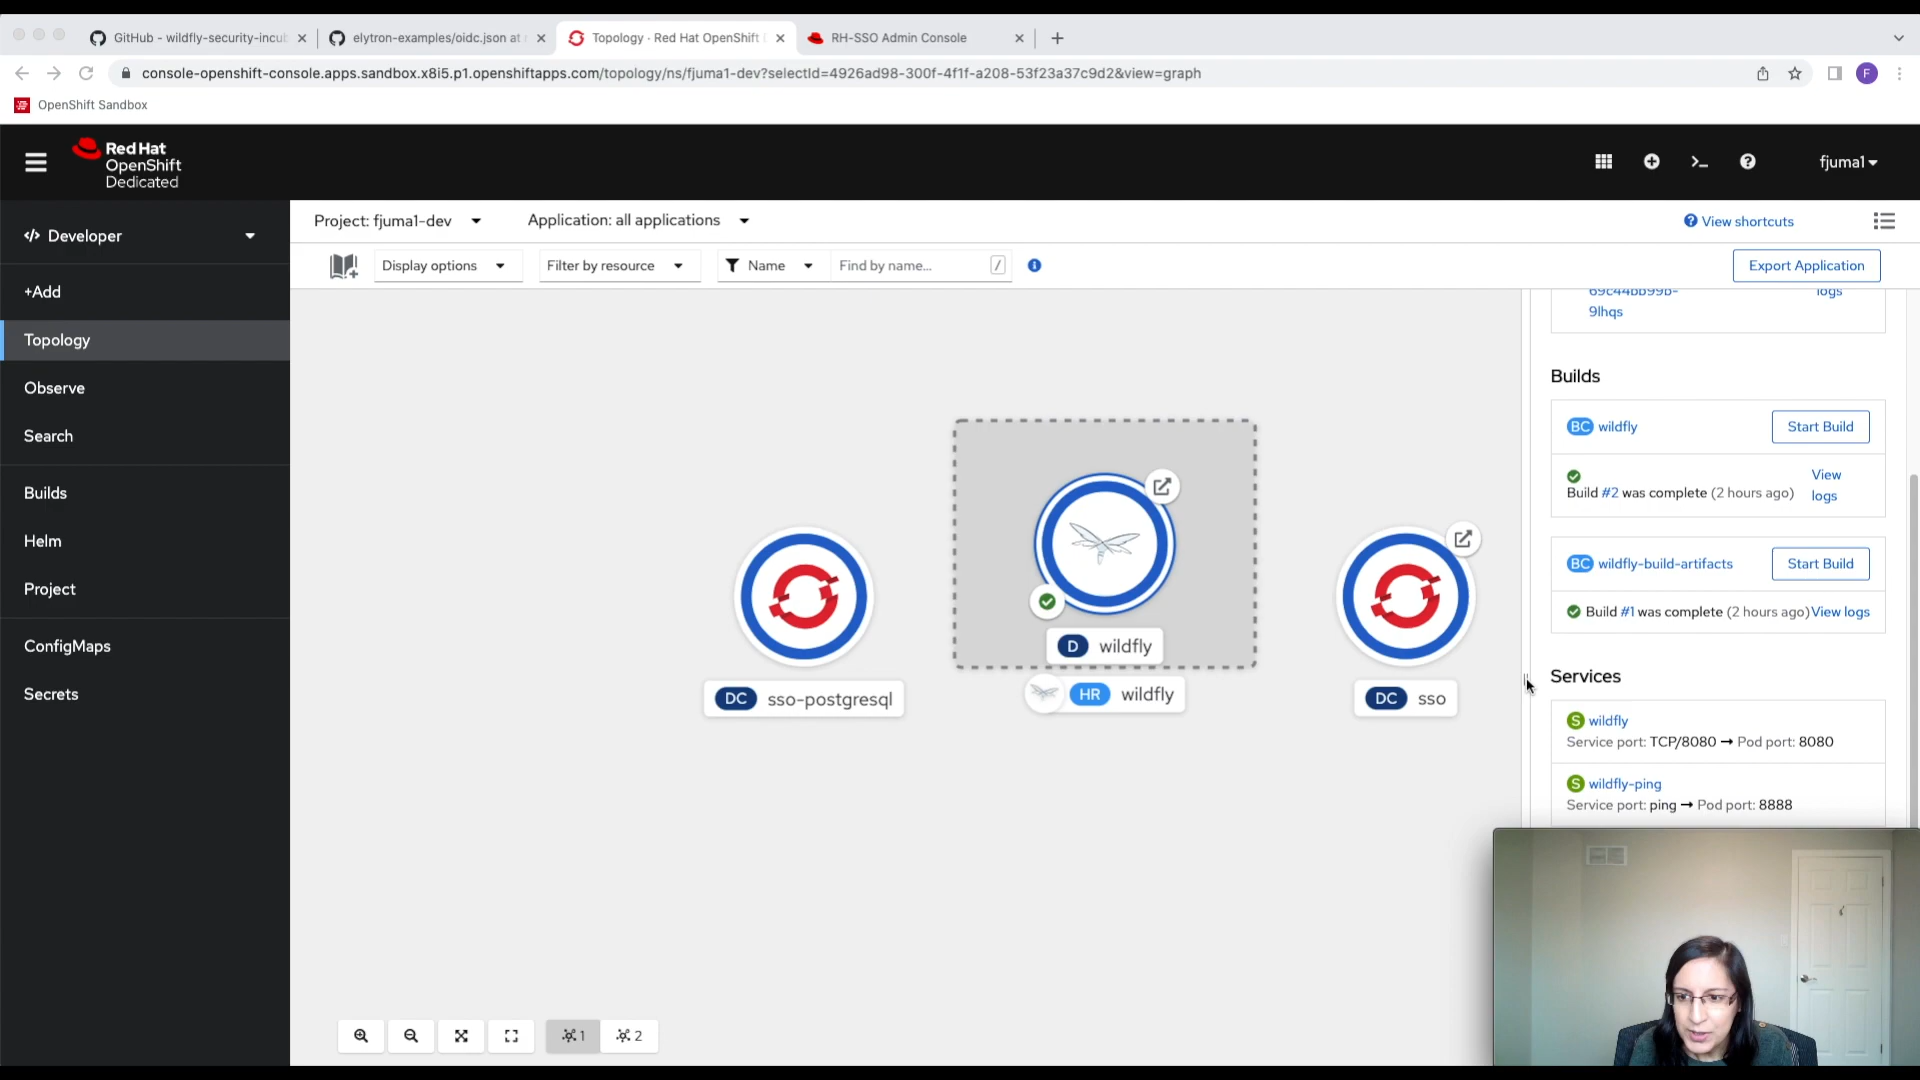 GitHub - wildfly-security-incub
elytron-examples/oidc.json at
Topology · Red Hat OpenShift
RH-SSO Admin Console
console-openshift-console.apps.sandbox.x8i5.p1.openshiftapps.com/topology/ns/fjuma1-dev?selectId=4926ad98-300f-4f1f-a208-53f23a37c9d2&view=graph
F
OpenShift Sandbox
Red Hat
OpenShift
Dedicated
fjuma1
Developer
+Add
Topology
Observe
Search
Builds
Helm
Project
ConfigMaps
Secrets
Project: fjuma1-dev
Application: all applications
View shortcuts
Display options
Filter by resource
Name
Find by name...
/
Export Application
69c44bb99b-
9lhqs
logs
Builds
BC wildfly
Start Build
Build #2 was complete (2 hours ago)
View
logs
BC wildfly-build-artifacts
Start Build
Build #1 was complete (2 hours ago)
View logs
Services
S wildfly
Service port: TCP/8080 → Pod port: 8080
S wildfly-ping
Service port: ping → Pod port: 8888
D wildfly
HR wildfly
DC sso-postgresql
DC sso
1
2